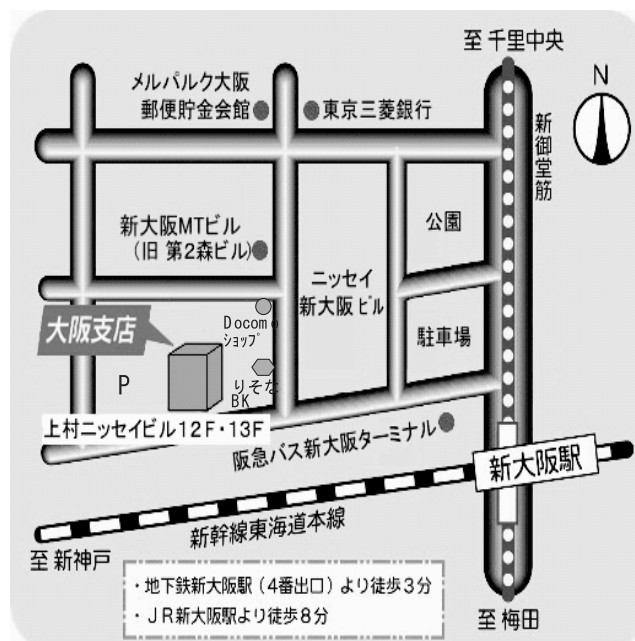 至 千里中央
メルパルク大阪
郵便貯金会館
東京三菱銀行
N
新御堂筋
新大阪MTビル
(旧 第2森ビル)
公園
ニッセイ
新大阪ビル
大阪支店
Docomo
ショップ
駐車場
P
りそな
BK
上村ニッセイビル12F・13F
阪急バス新大阪ターミナル
新大阪駅
新幹線東海道本線
至 新神戸
・地下鉄新大阪駅(4番出口)より徒歩3分
・JR新大阪駅より徒歩8分
至 梅田